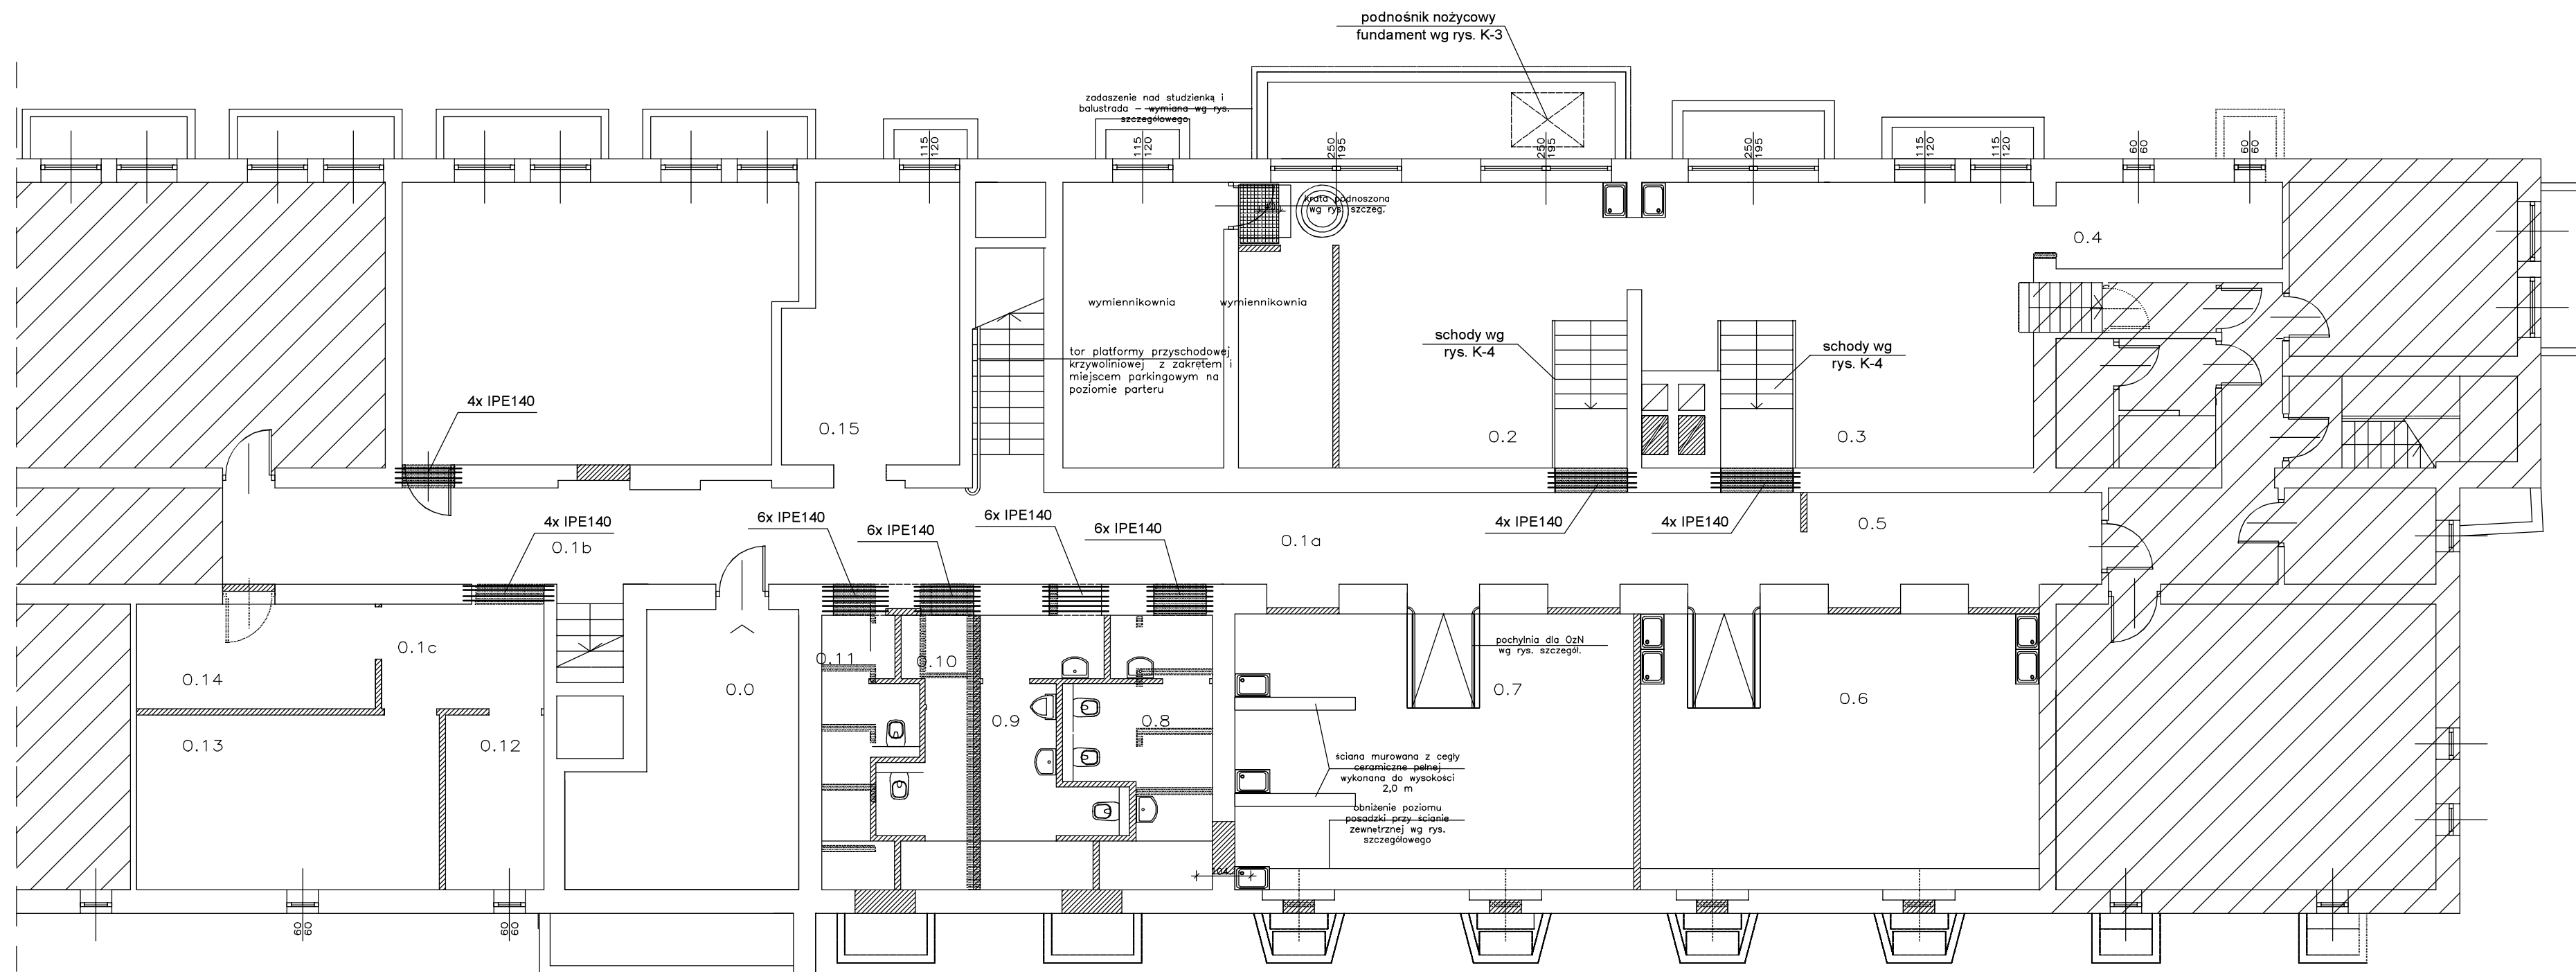 podnośnik nożycowy
fundament wg rys. K-3
zadaszenie nad studzienką i
balustrada – wymiana wg rys.
szczegółowego
115
120
115
120
250
195
250
195
250
195
115
120
115
120
60
60
60
60
Krata podnoszona
wg rys. szczeg.
0.4
wymiennikownia
wymiennikownia
tor platformy przyschodowej
krzywoliniowej z zakrętem i
miejscem parkingowym na
poziomie parteru
schody wg
rys. K-4
schody wg
rys. K-4
4x IPE140
0.15
0.2
0.3
4x IPE140
0.1b
6x IPE140
6x IPE140
6x IPE140
6x IPE140
0.1a
4x IPE140
4x IPE140
0.5
0.1c
0.14
0.11
0.10
0.0
pochylnia dla OzN
wg rys. szczegół.
0.7
0.6
0.9
0.8
0.13
0.12
ściana murowana z cegły
ceramiczne pełnej
wykonana do wysokości
2,0 m
obniżenie poziomu
posadzki przy ścianie
zewnętrznej wg rys.
szczegółowego
60
60
60
60